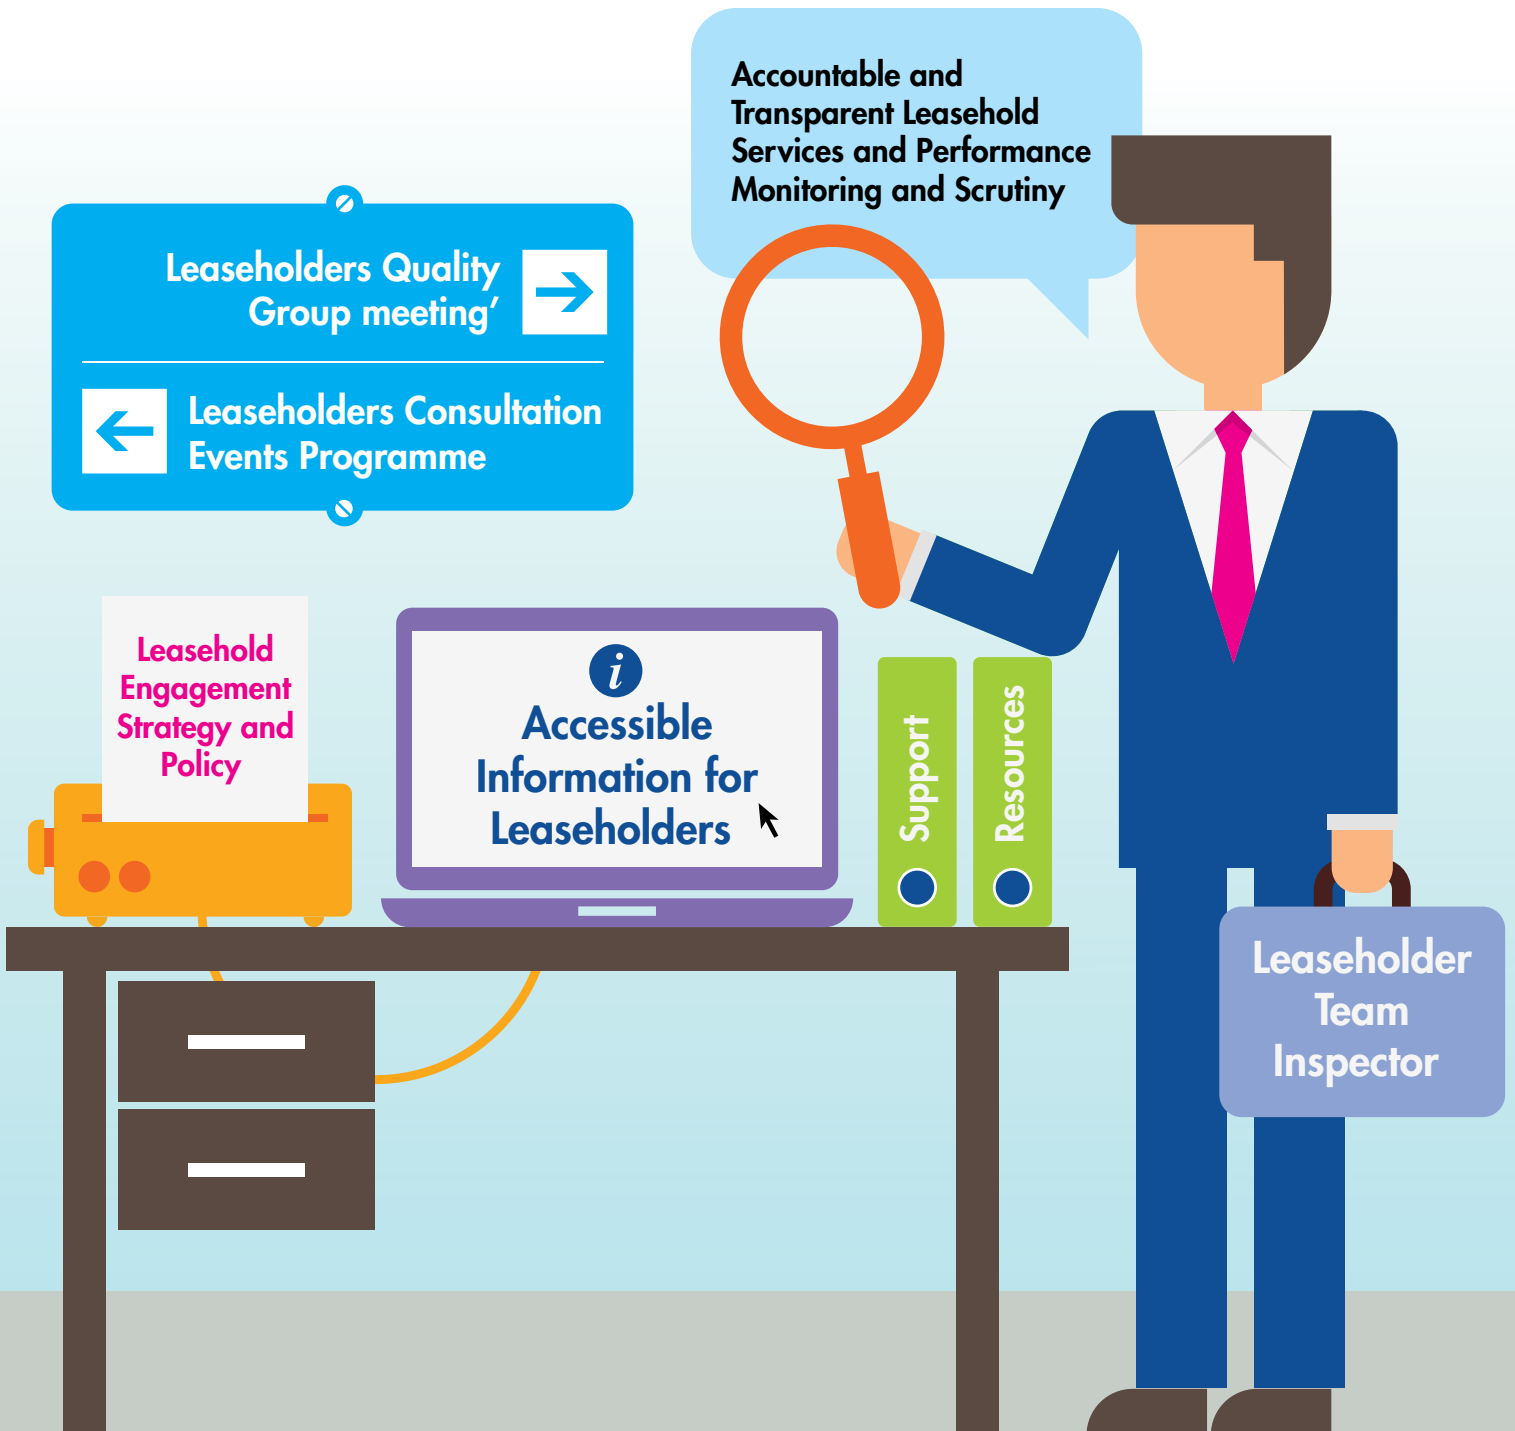 Accountable and
Transparent Leasehold
Services and Performance
Monitoring and Scrutiny
Leaseholders Quality
Group meeting’
Leaseholders Consultation
Events Programme
Leasehold
Engagement
Strategy and
Policy
i
Accessible
Information for
Leaseholders
Support
Resources
Leaseholder
Team
Inspector